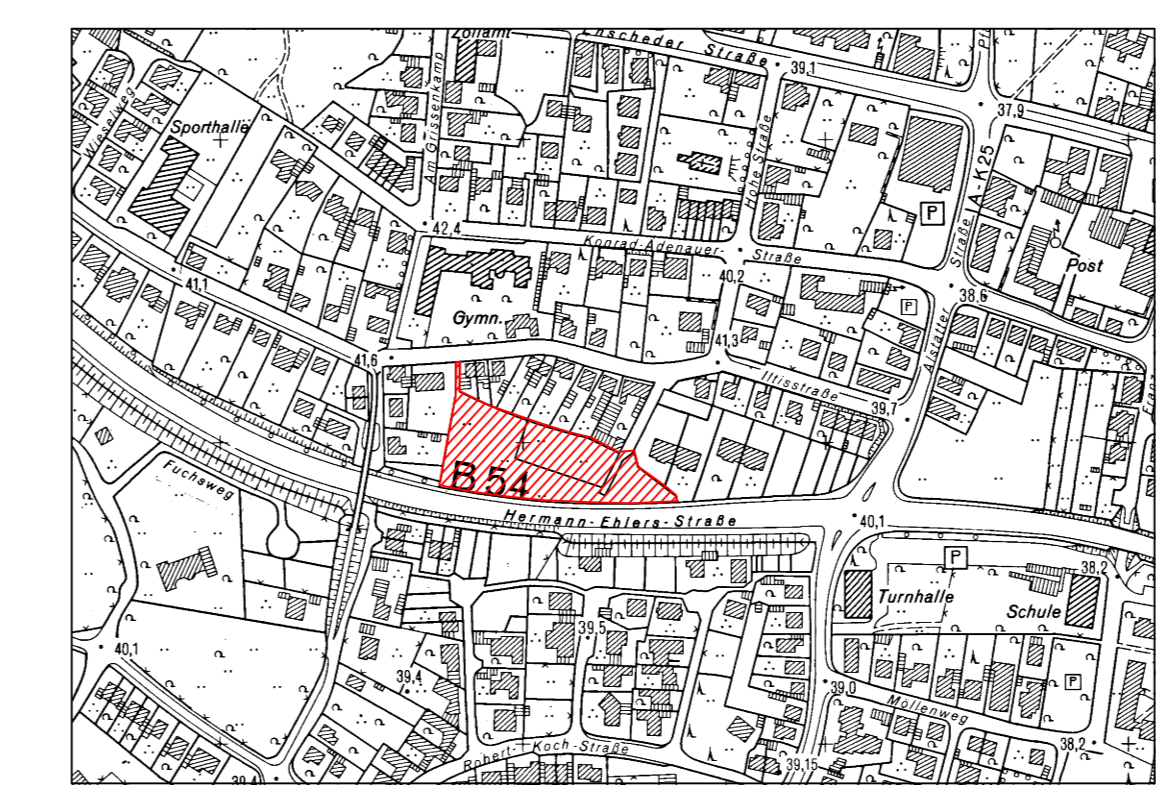 Zollamt
Enscheder Straße
39,1
37,9
Wieselweg
Sporthalle
Am Grissenkamp
Hohe Straße
A-K25
P
42,4
Konrad-Adenauer-Straße
Post
41,1
40,2
P
38,6
Gymn.
41,3
Alstätter Straße
41,6
Iltisstraße
39,7
B 54
Fuchsweg
Hermann-Ehlers-Straße
40,1
P
38,2
Turnhalle
Schule
39,5
40,1
39,4
39,0
P
Möllenweg
38,2
Robert-Koch-Straße
39,15
39,4